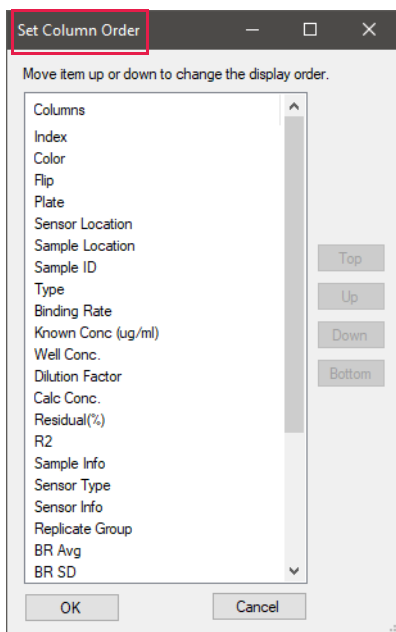 Set Column Order
Move item up or down to change the display order.
Columns
Index
Color
Flip
Plate
Sensor Location
Sample Location
Sample ID
Type
Binding Rate
Known Conc (ug/ml)
Well Conc.
Dilution Factor
Calc Conc.
Residual(%)
R2
Sample Info
Sensor Type
Sensor Info
Replicate Group
BR Avg
BR SD
Top
Up
Down
Bottom
OK
Cancel